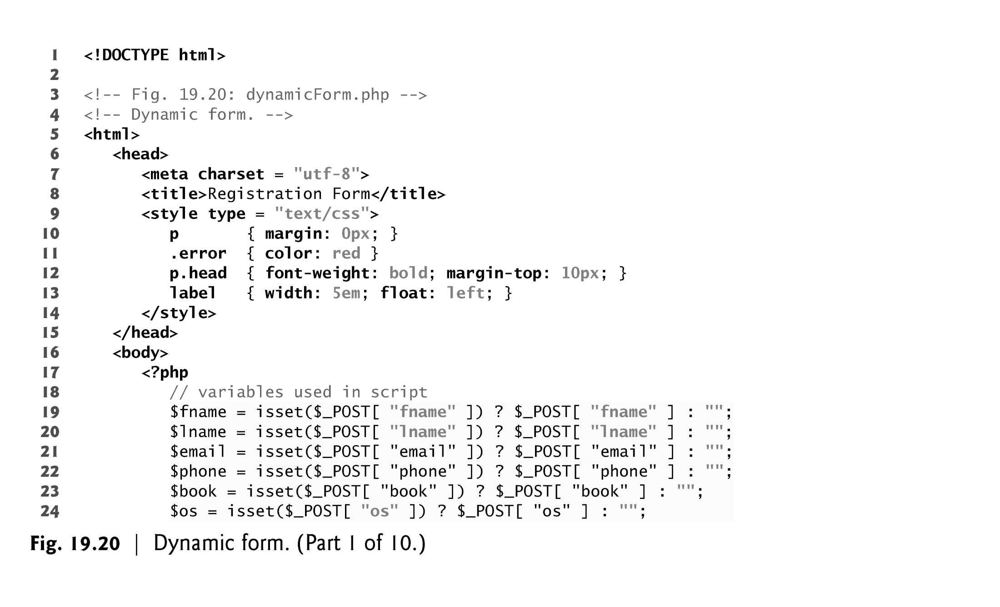 1 <!DOCTYPE html>
2
3 <!-- Fig. 19.20: dynamicForm.php -->
4 <!-- Dynamic form. -->
5 <html>
6    <head>
7       <meta charset = "utf-8">
8       <title>Registration Form</title>
9       <style type = "text/css">
10          p       { margin: 0px; }
11          .error  { color: red }
12          p.head  { font-weight: bold; margin-top: 10px; }
13          label   { width: 5em; float: left; }
14       </style>
15    </head>
16    <body>
17       <?php
18          // variables used in script
19          $fname = isset($_POST[ "fname" ]) ? $_POST[ "fname" ] : "";
20          $lname = isset($_POST[ "lname" ]) ? $_POST[ "lname" ] : "";
21          $email = isset($_POST[ "email" ]) ? $_POST[ "email" ] : "";
22          $phone = isset($_POST[ "phone" ]) ? $_POST[ "phone" ] : "";
23          $book = isset($_POST[ "book" ]) ? $_POST[ "book" ] : "";
24          $os = isset($_POST[ "os" ]) ? $_POST[ "os" ] : "";
Fig. 19.20 | Dynamic form. (Part 1 of 10.)